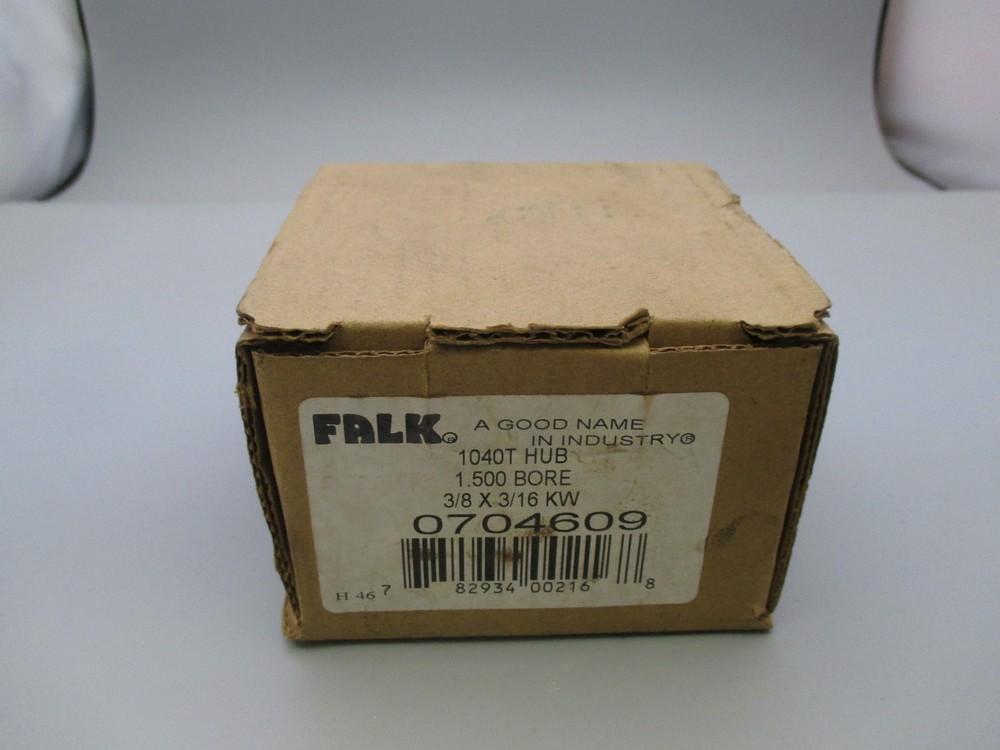 FALK® A GOOD NAME
IN INDUSTRY®
1040T HUB
1.500 BORE
3/8 X 3/16 KW
0704609
H 46 7 82934 00216 8